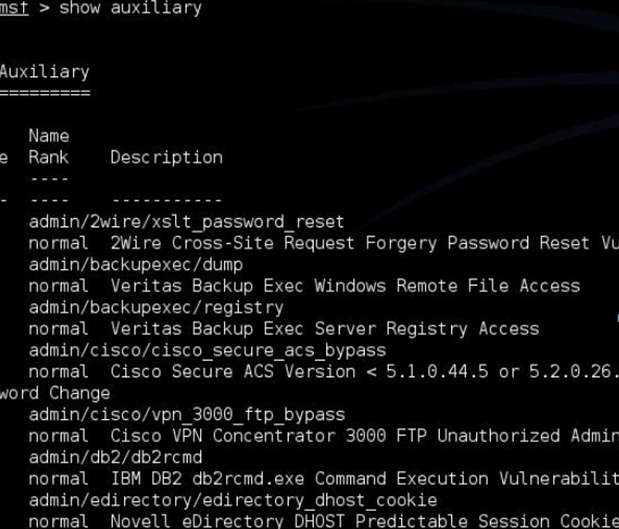 msf > show auxiliary
Auxiliary
=========
Name
e Rank Description
----
- ---- -----------
admin/2wire/xslt_password_reset
normal 2Wire Cross-Site Request Forgery Password Reset Vu
admin/backupexec/dump
normal Veritas Backup Exec Windows Remote File Access
admin/backupexec/registry
normal Veritas Backup Exec Server Registry Access
admin/cisco/cisco_secure_acs_bypass
normal Cisco Secure ACS Version < 5.1.0.44.5 or 5.2.0.26.
word Change
admin/cisco/vpn_3000_ftp_bypass
normal Cisco VPN Concentrator 3000 FTP Unauthorized Admin
admin/db2/db2rcmd
normal IBM DB2 db2rcmd.exe Command Execution Vulnerabilit
admin/edirectory/edirectory_dhost_cookie
normal Novell eDirectory DHOST Predictable Session Cookie